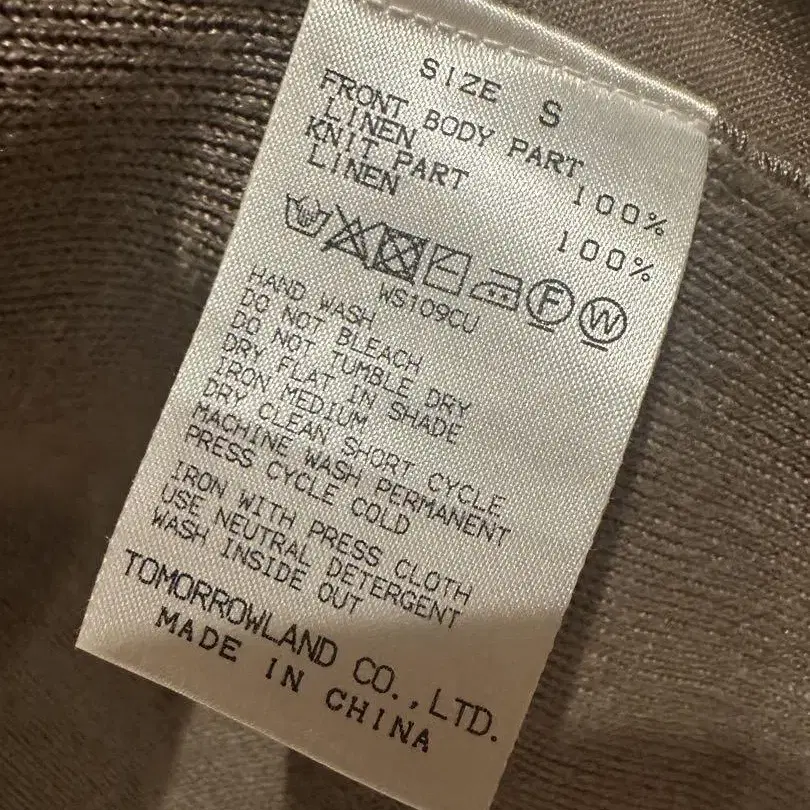 SIZE S
FRONT BODY PART
LINEN 100%
KNIT PART
LINEN 100%
F W
WS109CU
HAND WASH
DO NOT BLEACH
DO NOT TUMBLE DRY
DRY FLAT IN SHADE
IRON MEDIUM
DRY CLEAN SHORT CYCLE
MACHINE WASH PERMANENT
PRESS CYCLE COLD
IRON WITH PRESS CLOTH
USE NEUTRAL DETERGENT
WASH INSIDE OUT
TOMORROWLAND CO.,LTD.
MADE IN CHINA